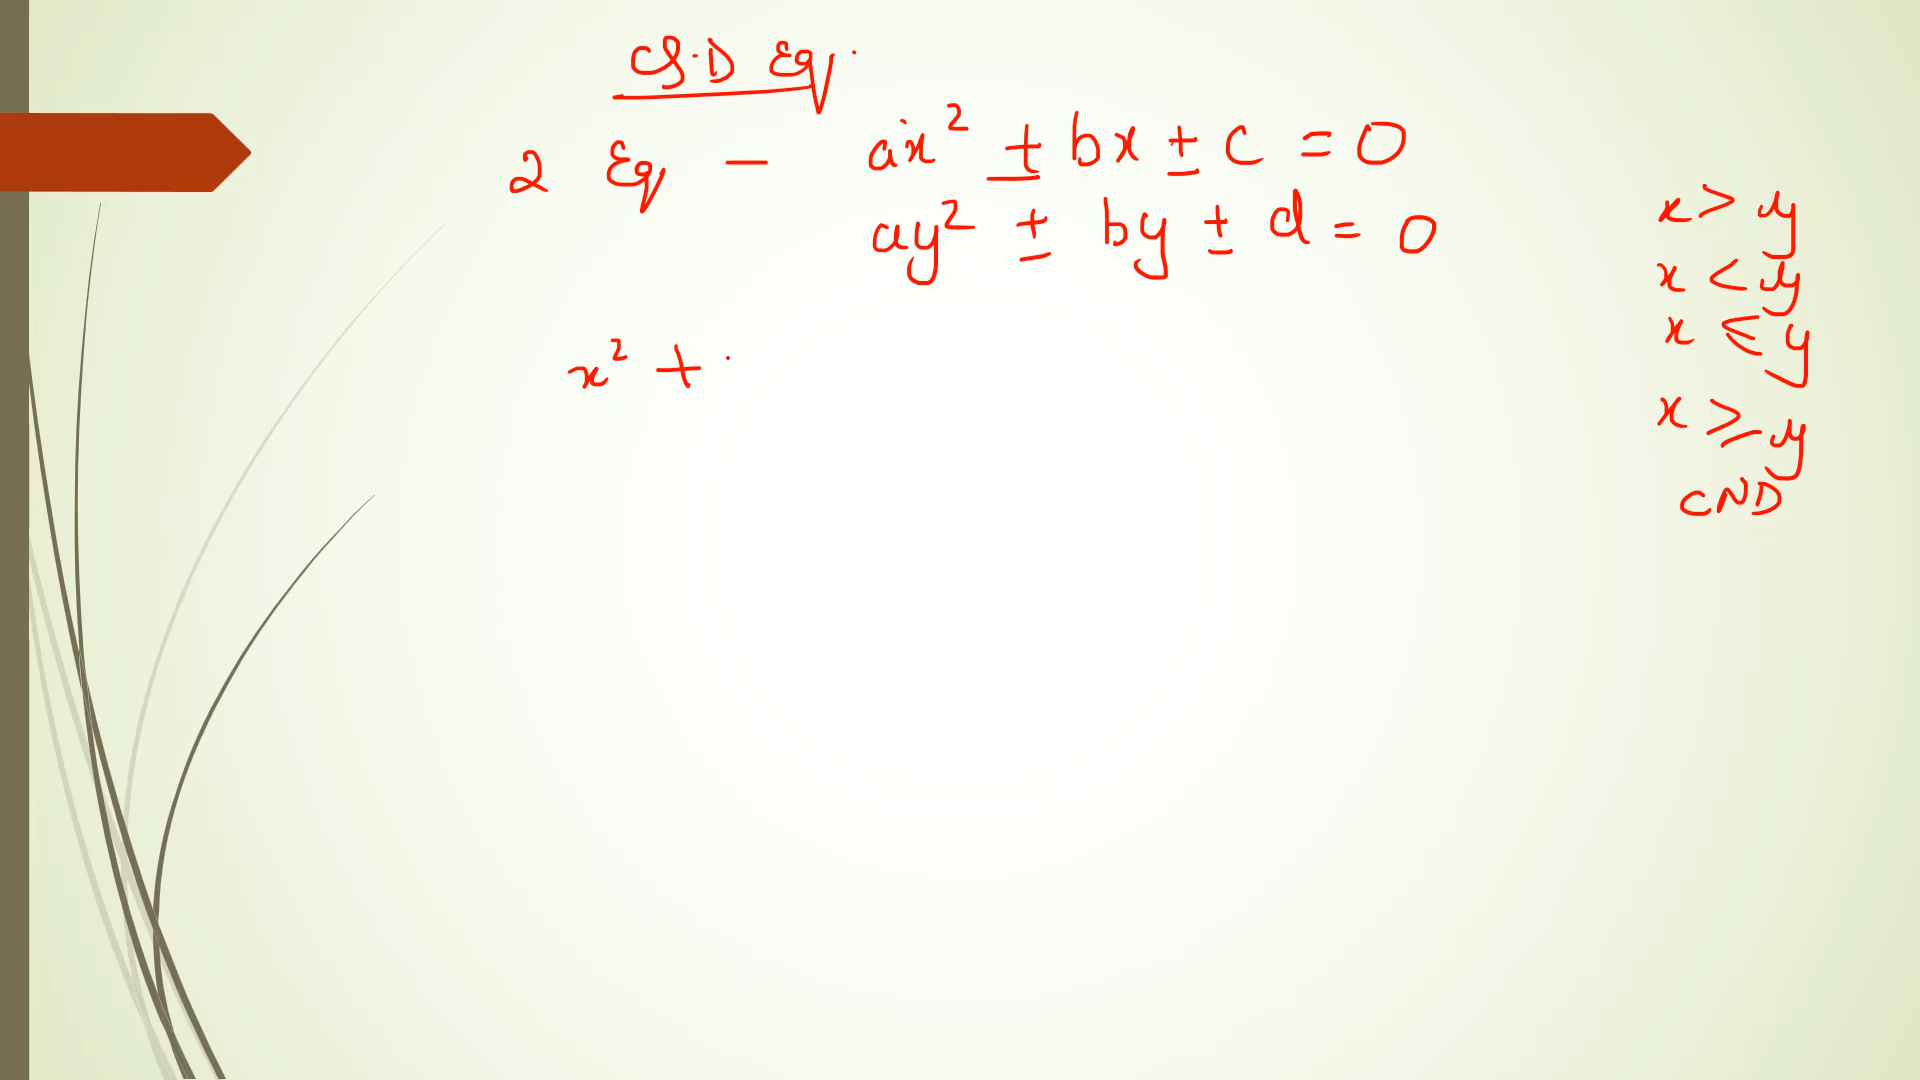 Q.D Eq.
2 Eq - ax² ± bx ± c = 0
ay² ± by ± d = 0
x² + 
x > y
x < y
x ≤ y
x ≥ y
CND